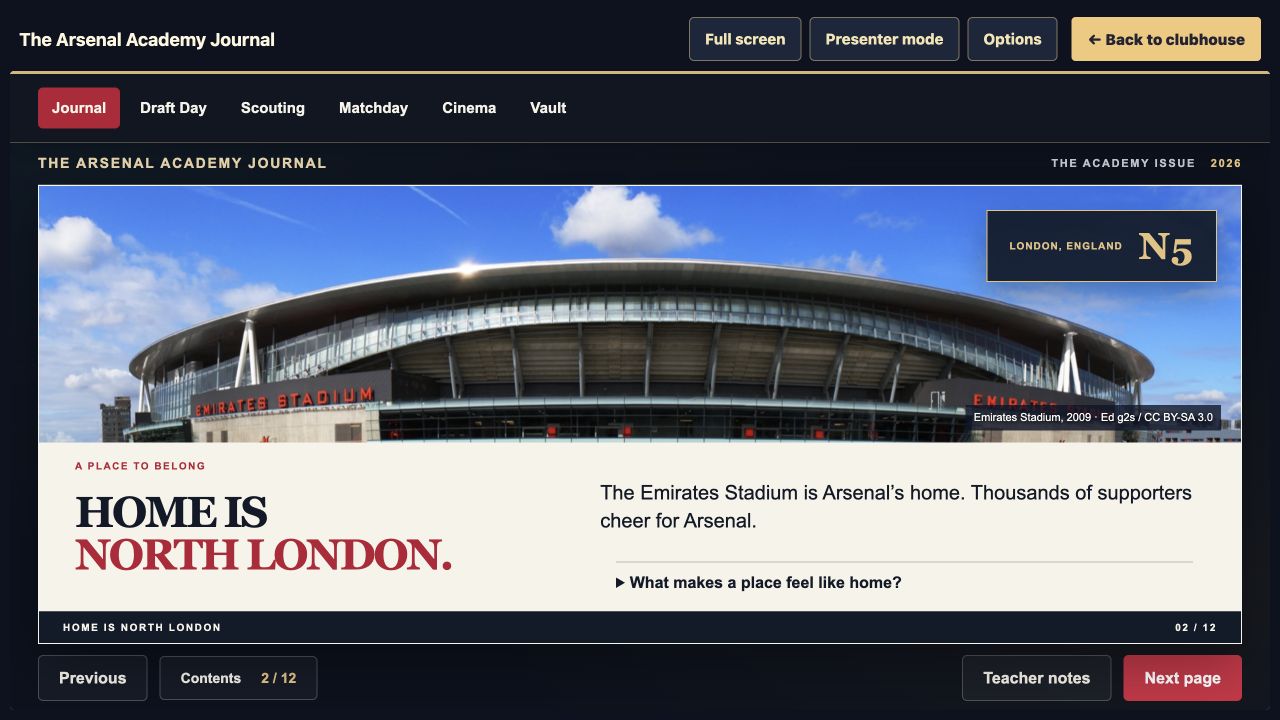 The Arsenal Academy Journal
Full screen
Presenter mode
Options
← Back to clubhouse
Journal
Draft Day
Scouting
Matchday
Cinema
Vault
THE ARSENAL ACADEMY JOURNAL
THE ACADEMY ISSUE 2026
LONDON, ENGLAND N5
EMIRATES STADIUM
EMIRATES
Emirates Stadium, 2009 · Ed g2s / CC BY-SA 3.0
A PLACE TO BELONG
HOME IS
NORTH LONDON.
The Emirates Stadium is Arsenal’s home. Thousands of supporters
cheer for Arsenal.
▶ What makes a place feel like home?
HOME IS NORTH LONDON
02 / 12
Previous
Contents 2 / 12
Teacher notes
Next page